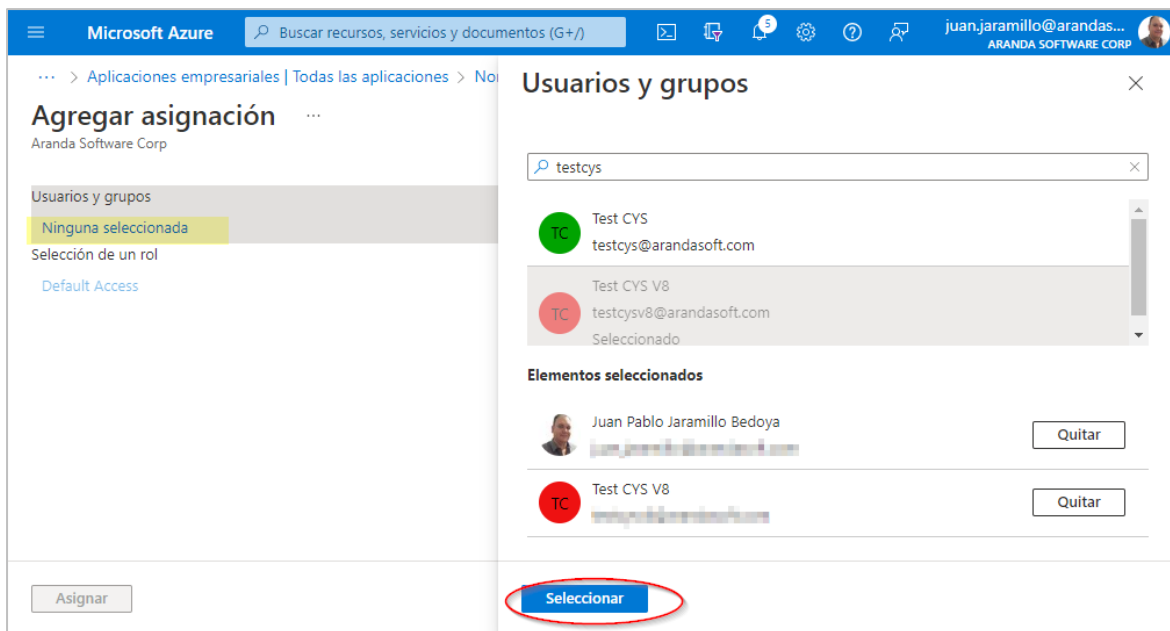 Microsoft Azure
Buscar recursos, servicios y documentos (G+/)
5
juan.jaramillo@arandas...
ARANDA SOFTWARE CORP
··· > Aplicaciones empresariales | Todas las aplicaciones > Nor
Agregar asignación ···
Aranda Software Corp
Usuarios y grupos
Ninguna seleccionada
Selección de un rol
Default Access
Asignar
Usuarios y grupos
testcys
TC
Test CYS
testcys@arandasoft.com
TC
Test CYS V8
testcysv8@arandasoft.com
Seleccionado
Elementos seleccionados
Juan Pablo Jaramillo Bedoya
Quitar
TC
Test CYS V8
Quitar
Seleccionar